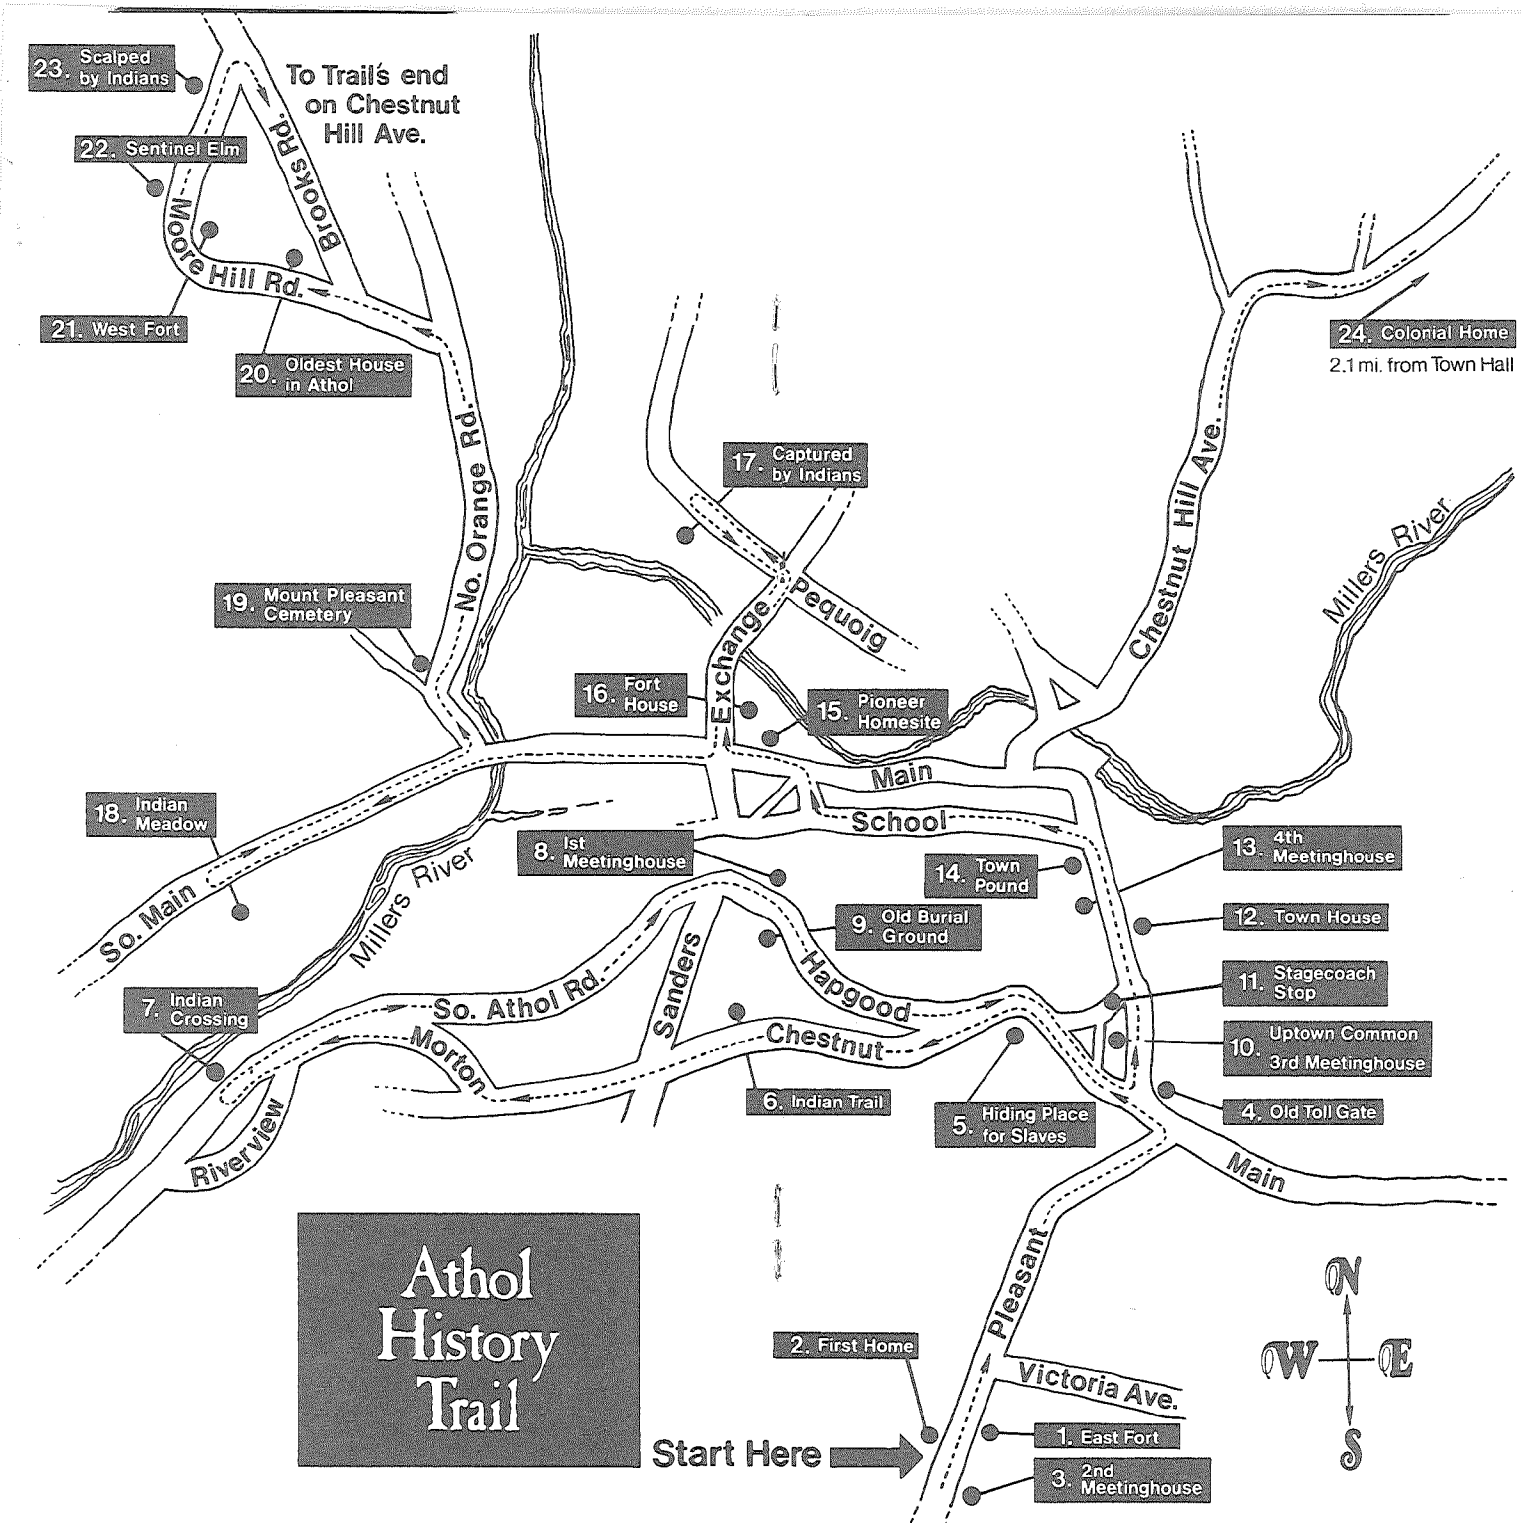 23. Scalped
by Indians
To Trail's end
on Chestnut
Hill Ave.
22. Sentinel Elm
Brooks Rd.
Moore Hill Rd.
21. West Fort
20. Oldest House
in Athol
24. Colonial Home
2.1 mi. from Town Hall
No. Orange Rd.
17. Captured
by Indians
Chestnut Hill Ave.
Millers River
19. Mount Pleasant
Cemetery
Pequoig
Exchange
16. Fort
House
15. Pioneer
Homesite
Main
School
18. Indian
Meadow
8. 1st
Meetinghouse
14. Town
Pound
13. 4th
Meetinghouse
So. Main
Millers River
9. Old Burial
Ground
12. Town House
Sanders
Hapgood
11. Stagecoach
Stop
7. Indian
Crossing
So. Athol Rd.
Morton
Chestnut
10. Uptown Common
3rd Meetinghouse
6. Indian Trail
5. Hiding Place
for Slaves
4. Old Toll Gate
Riverview
Main
Athol
History
Trail
Pleasant
N
W E
S
2. First Home
Victoria Ave.
Start Here
1. East Fort
3. 2nd
Meetinghouse